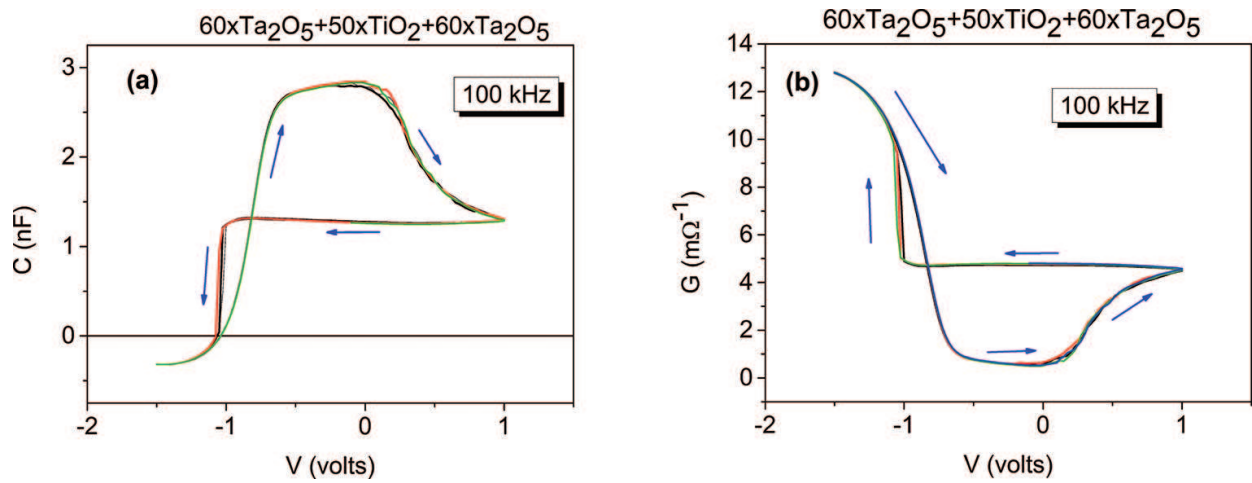 60xTa₂O₅+50xTiO₂+60xTa₂O₅
(a)
100 kHz
3
2
1
0
C (nF)
-2
-1
0
1
V (volts)
60xTa₂O₅+50xTiO₂+60xTa₂O₅
(b)
100 kHz
14
12
10
8
6
4
2
0
G (mΩ⁻¹)
-2
-1
0
1
V (volts)